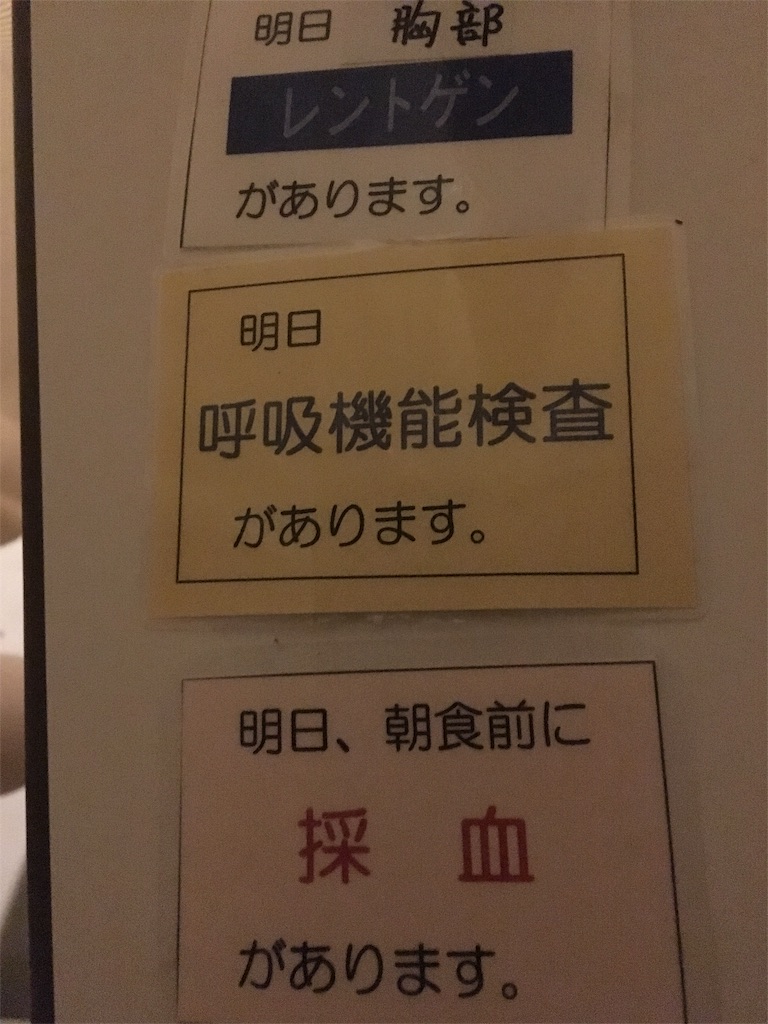 明日 胸部
レントゲン
があります。
明日
呼吸機能検査
があります。
明日、朝食前に
採 血
があります。